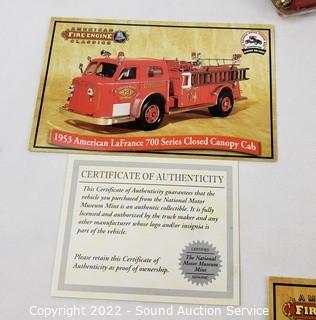 AMERICAN
FIRE ENGINE
CLASSICS
1953 American LaFrance 700 Series Closed Canopy Cab
CERTIFICATE OF AUTHENTICITY
This Certificate of Authenticity guarantees that the
vehicle you purchased from the National Motor
Museum Mint is an authentic collectible. It is fully
licensed and authorized by the truck maker and any
other manufacturer whose logo and/or insignia is
part of the vehicle.
Please retain this Certificate of
Authenticity as proof of ownership.
CERTIFIED
The National
Motor Museum
Mint
GENUINE
Copyright 2022 - Sound Auction Service